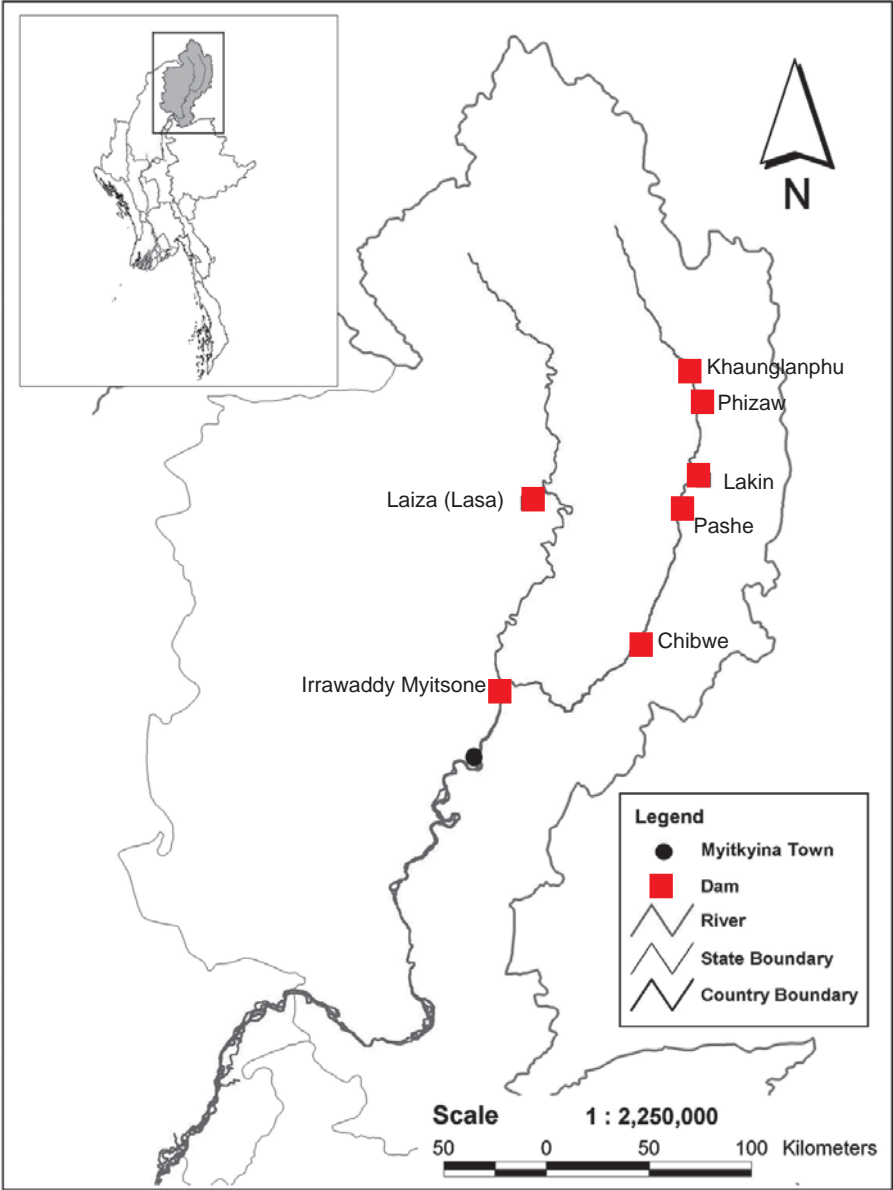 N
Khaunglanphu
Phizaw
Lakin
Laiza (Lasa)
Pashe
Chibwe
Irrawaddy Myitsone
Legend
Myitkyina Town
Dam
River
State Boundary
Country Boundary
Scale 1 : 2,250,000
50 0 50 100 Kilometers